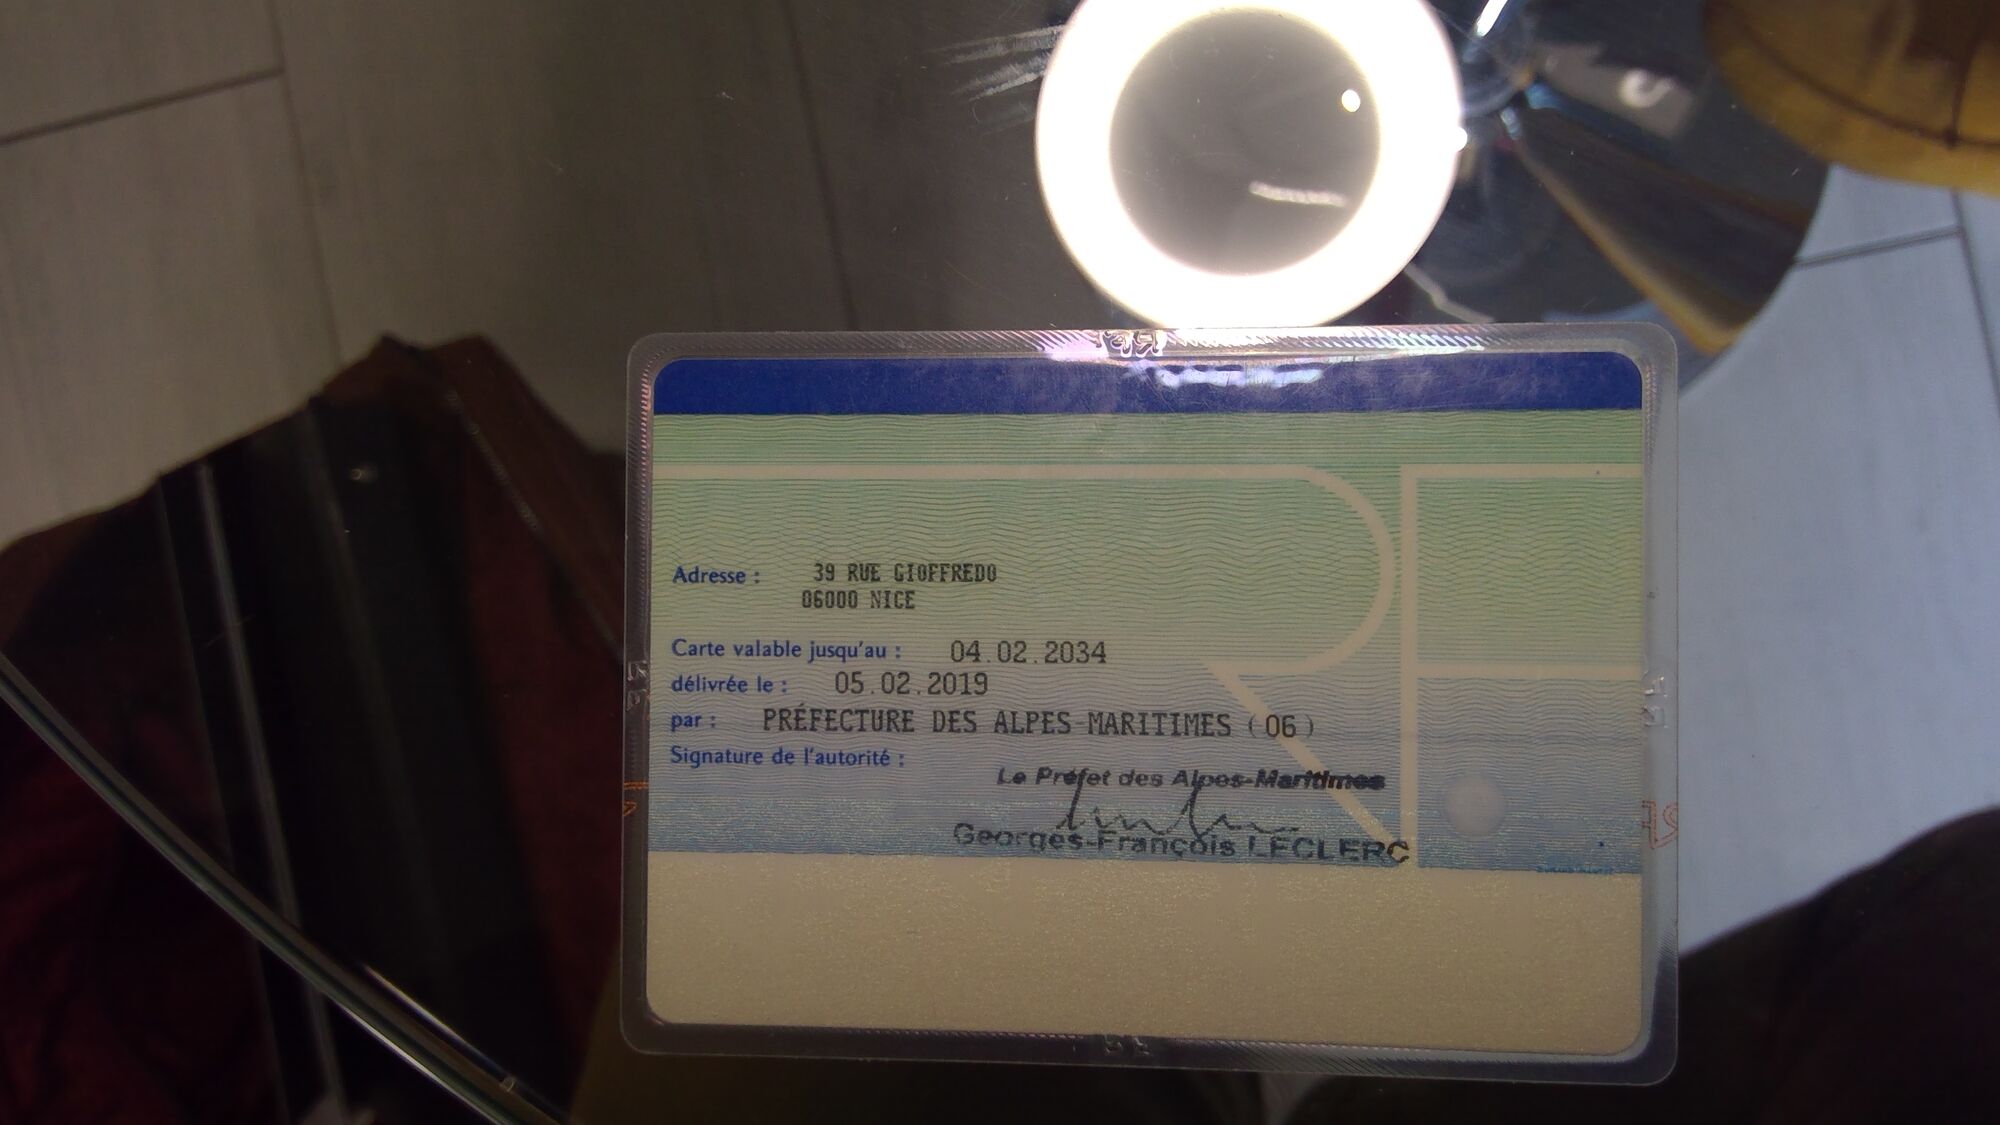 Adresse : 39 RUE GIOFFREDO
06000 NICE
Carte valable jusqu'au : 04.02.2034
délivrée le : 05.02.2019
par : PRÉFECTURE DES ALPES-MARITIMES (06)
Signature de l'autorité :
Le Préfet des Alpes-Maritimes
Georges-François LECLERC
RF